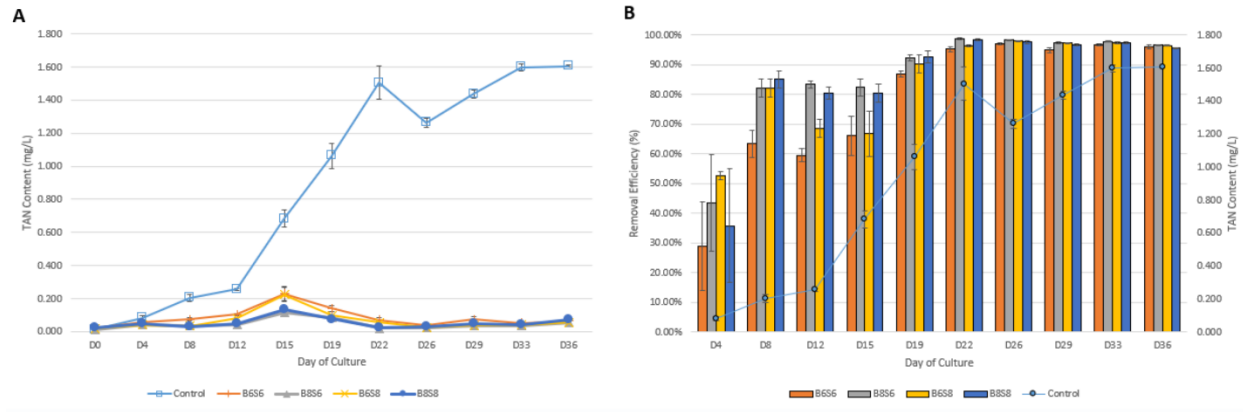 A
1.800
1.600
1.400
1.200
1.000
0.800
0.600
0.400
0.200
0.000
TAN Content (mg/L)
D0 D4 D8 D12 D15 D19 D22 D26 D29 D33 D36
Day of Culture
Control B6S6 B8S6 B6S8 B8S8
B
100.00%
90.00%
80.00%
70.00%
60.00%
50.00%
40.00%
30.00%
20.00%
10.00%
0.00%
Removal Efficiency (%)
1.800
1.600
1.400
1.200
1.000
0.800
0.600
0.400
0.200
0.000
TAN Content (mg/L)
D4 D8 D12 D15 D19 D22 D26 D29 D33 D36
Day of Culture
B6S6 B8S6 B6S8 B8S8 Control